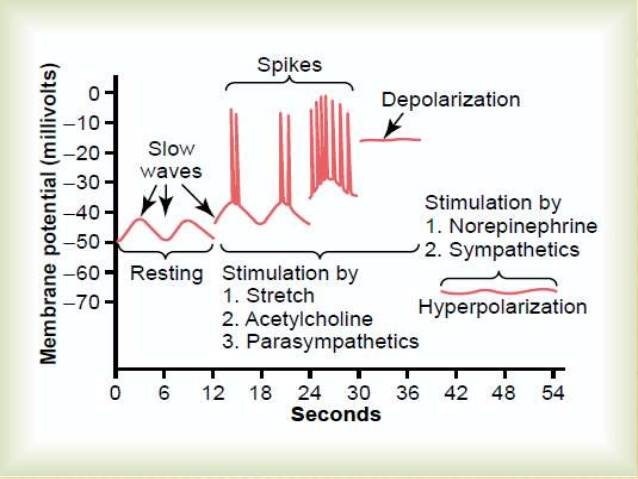 Spikes
Depolarization
Slow
waves
Stimulation by
1. Norepinephrine
2. Sympathetics
Resting
Stimulation by
1. Stretch
2. Acetylcholine
3. Parasympathetics
Hyperpolarization
Membrane potential (millivolts)
0
–10
–20
–30
–40
–50
–60
–70
0 6 12 18 24 30 36 42 48 54
Seconds